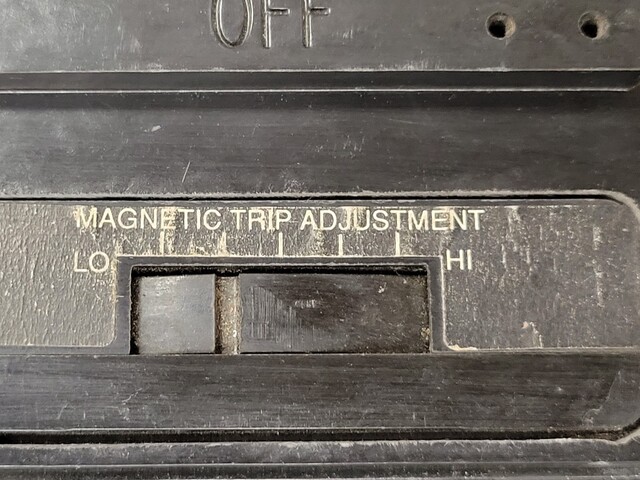 OFF
MAGNETIC TRIP ADJUSTMENT
LO HI